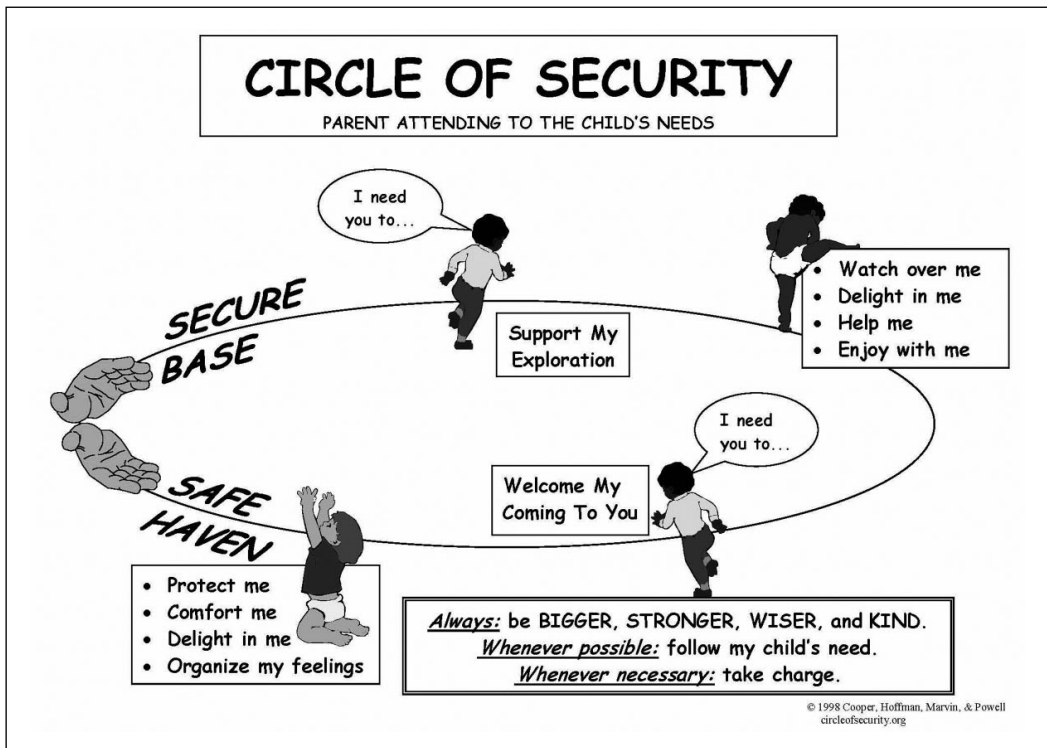 CIRCLE OF SECURITY
PARENT ATTENDING TO THE CHILD'S NEEDS
I need
you to...
SECURE
BASE
Support My
Exploration
• Watch over me
• Delight in me
• Help me
• Enjoy with me
I need
you to...
Welcome My
Coming To You
SAFE
HAVEN
• Protect me
• Comfort me
• Delight in me
• Organize my feelings
Always: be BIGGER, STRONGER, WISER, and KIND.
Whenever possible: follow my child's need.
Whenever necessary: take charge.
© 1998 Cooper, Hoffman, Marvin, & Powell
circleofsecurity.org